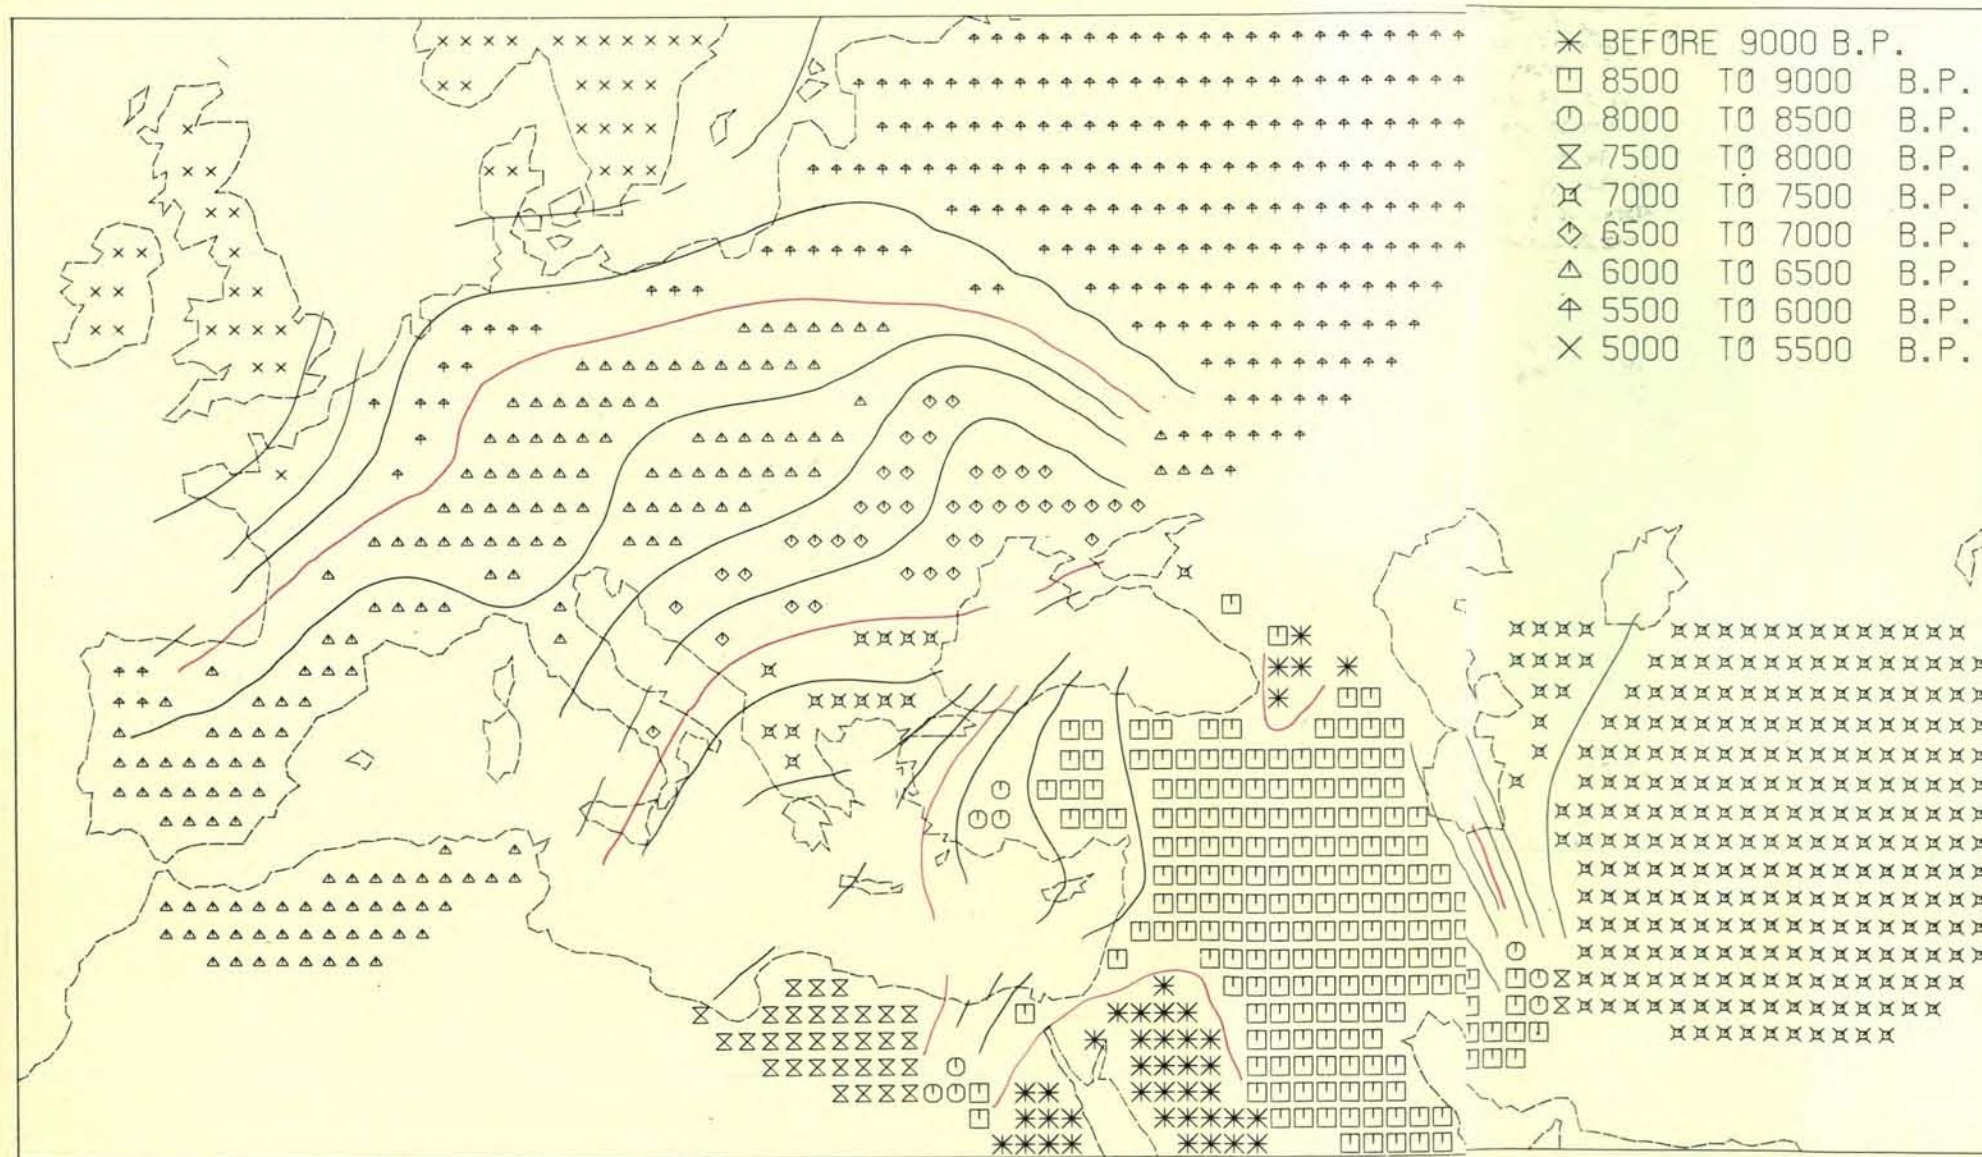 BEFORE 9000 B.P.
8500 TO 9000 B.P.
8000 TO 8500 B.P.
7500 TO 8000 B.P.
7000 TO 7500 B.P.
6500 TO 7000 B.P.
6000 TO 6500 B.P.
5500 TO 6000 B.P.
5000 TO 5500 B.P.